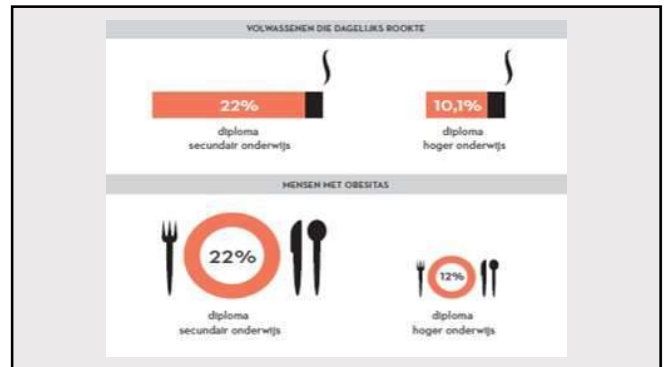 VOLWASSENEN DIE DAGELIJKS ROOKTE
22%
10,1%
diploma
secundair onderwijs
diploma
hoger onderwijs
MENSEN MET OBESITAS
22%
12%
diploma
secundair onderwijs
diploma
hoger onderwijs